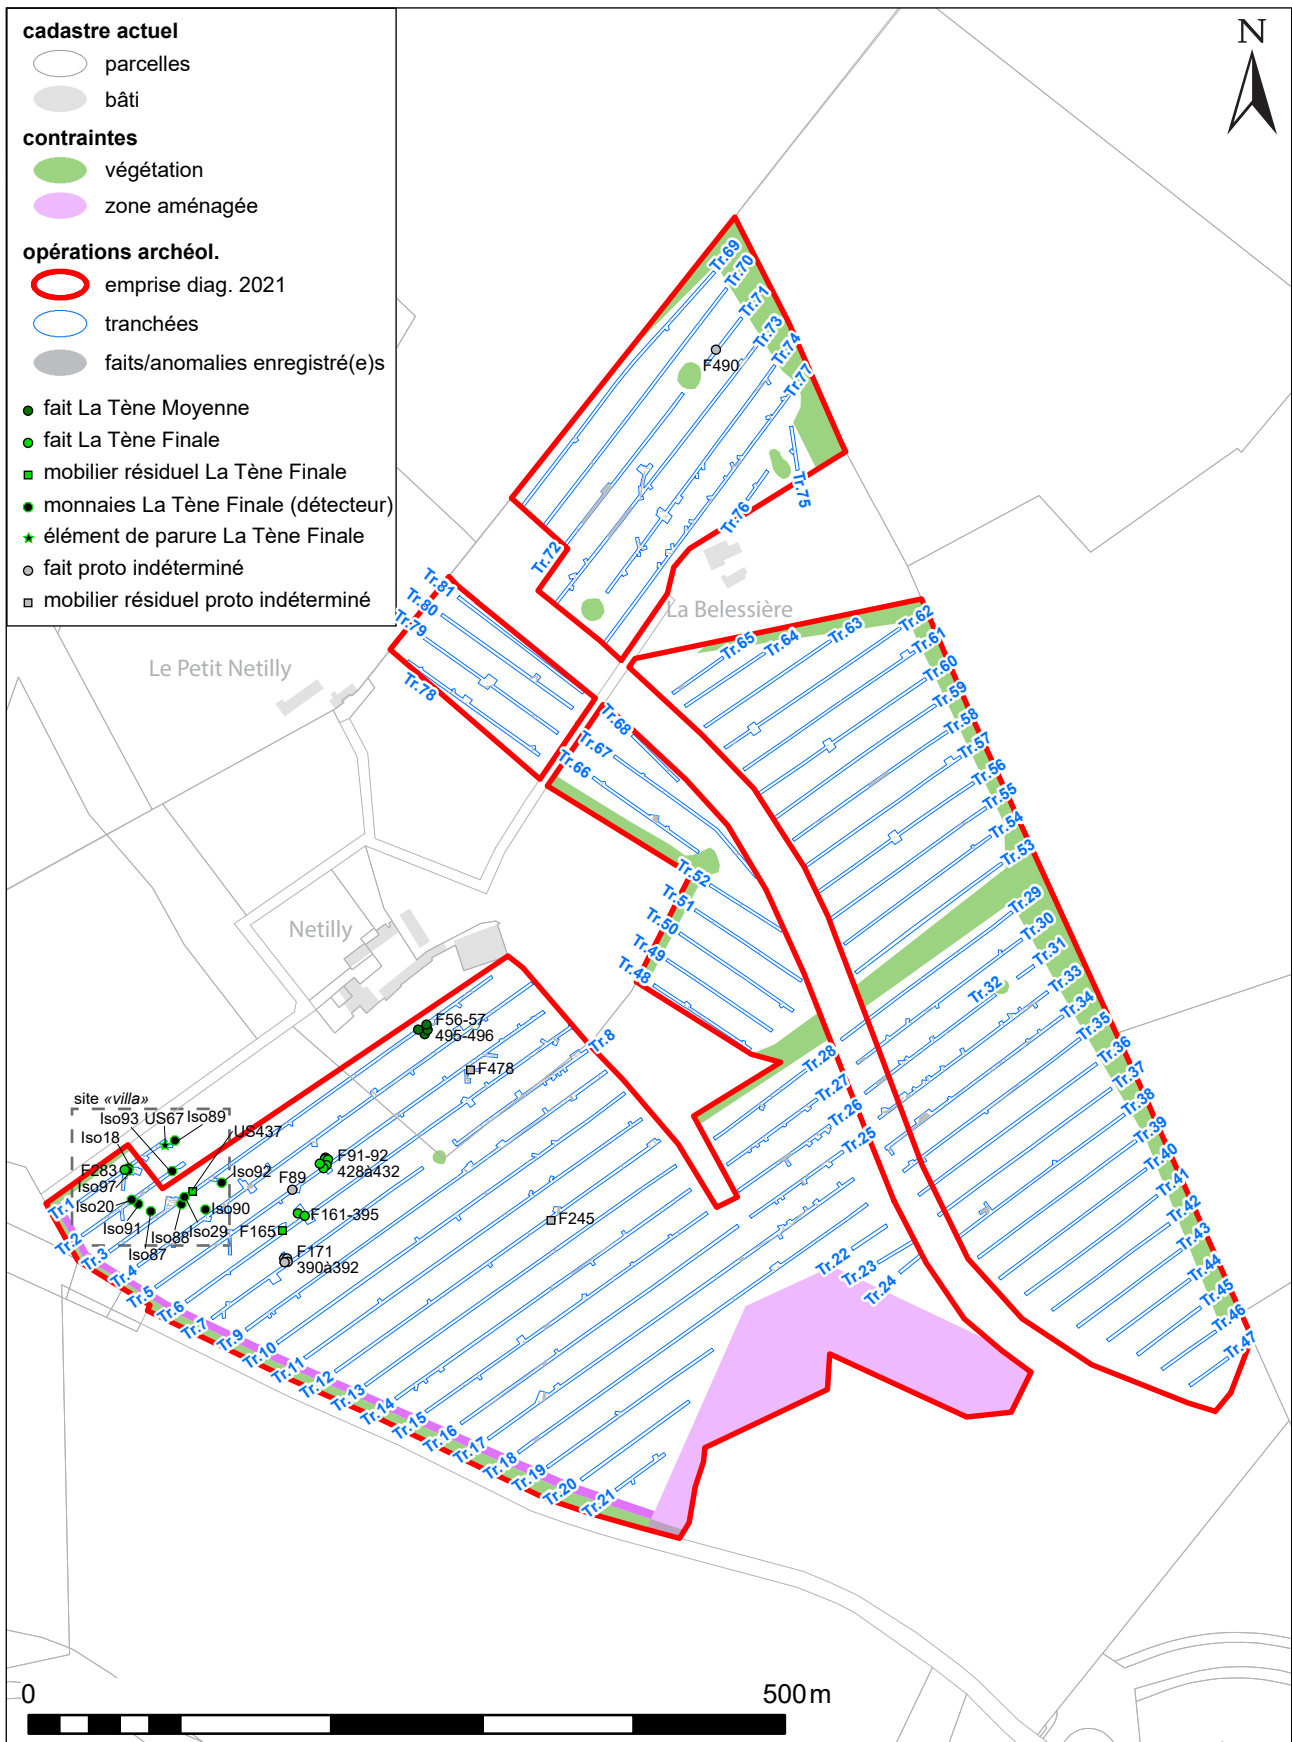 cadastre actuel
parcelles
bâti
contraintes
végétation
zone aménagée
opérations archéol.
emprise diag. 2021
tranchées
faits/anomalies enregistré(e)s
fait La Tène Moyenne
fait La Tène Finale
mobilier résiduel La Tène Finale
monnaies La Tène Finale (détecteur)
élément de parure La Tène Finale
fait proto indéterminé
mobilier résiduel proto indéterminé
N
Tr.69
Tr.70
Tr.71
Tr.73
Tr.74
Tr.77
F490
Tr.75
Tr.76
Tr.72
La Belessière
Tr.81
Tr.80
Tr.79
Tr.78
Le Petit Netilly
Tr.65
Tr.64
Tr.63
Tr.62
Tr.61
Tr.60
Tr.59
Tr.58
Tr.57
Tr.56
Tr.55
Tr.54
Tr.53
Tr.68
Tr.67
Tr.66
Tr.52
Tr.51
Tr.50
Tr.49
Tr.48
Tr.29
Tr.30
Tr.31
Tr.32
Tr.33
Tr.34
Tr.35
Tr.36
Tr.37
Tr.38
Tr.39
Tr.40
Tr.41
Tr.42
Tr.43
Tr.44
Tr.45
Tr.46
Tr.47
Netilly
F56-57
495-496
F478
Tr.8
Tr.28
Tr.27
Tr.26
Tr.25
site «villa»
Iso93
US67
Iso89
Iso18
US437
F283
Iso97
Iso92
Iso20
Iso90
Iso91
Iso88
Iso29
Iso87
F91-92
428à432
F89
F161-395
F165
F171
390à392
F245
Tr.22
Tr.23
Tr.24
Tr.1
Tr.2
Tr.3
Tr.4
Tr.5
Tr.6
Tr.7
Tr.9
Tr.10
Tr.11
Tr.12
Tr.13
Tr.14
Tr.15
Tr.16
Tr.17
Tr.18
Tr.19
Tr.20
Tr.21
0
500 m